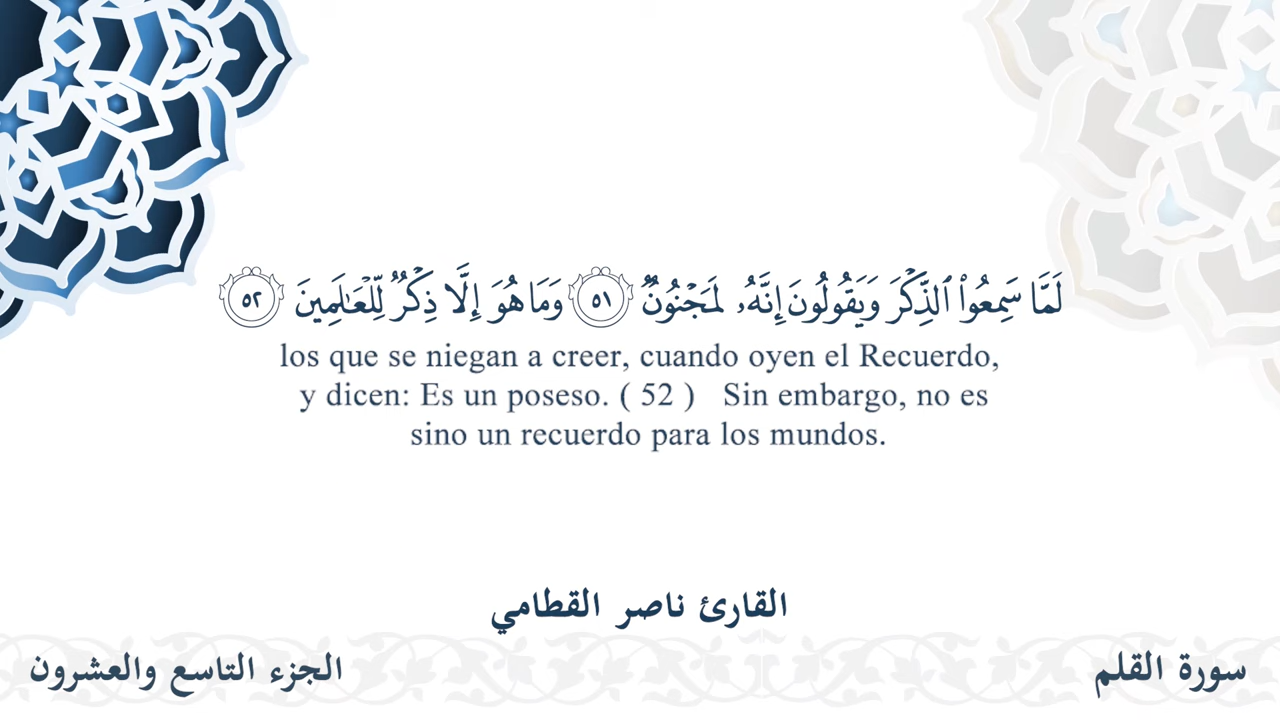 لَمَّا سَمِعُوا۟ ٱلذِّكْرَ وَيَقُولُونَ إِنَّهُۥ لَمَجْنُونٌ ٥١ وَمَا هُوَ إِلَّا ذِكْرٌ لِّلْعَـٰلَمِينَ ٥٢
los que se niegan a creer, cuando oyen el Recuerdo,
y dicen: Es un poseso. ( 52 ) Sin embargo, no es
sino un recuerdo para los mundos.
القارئ ناصر القطامي
سورة القلم
الجزء التاسع والعشرون